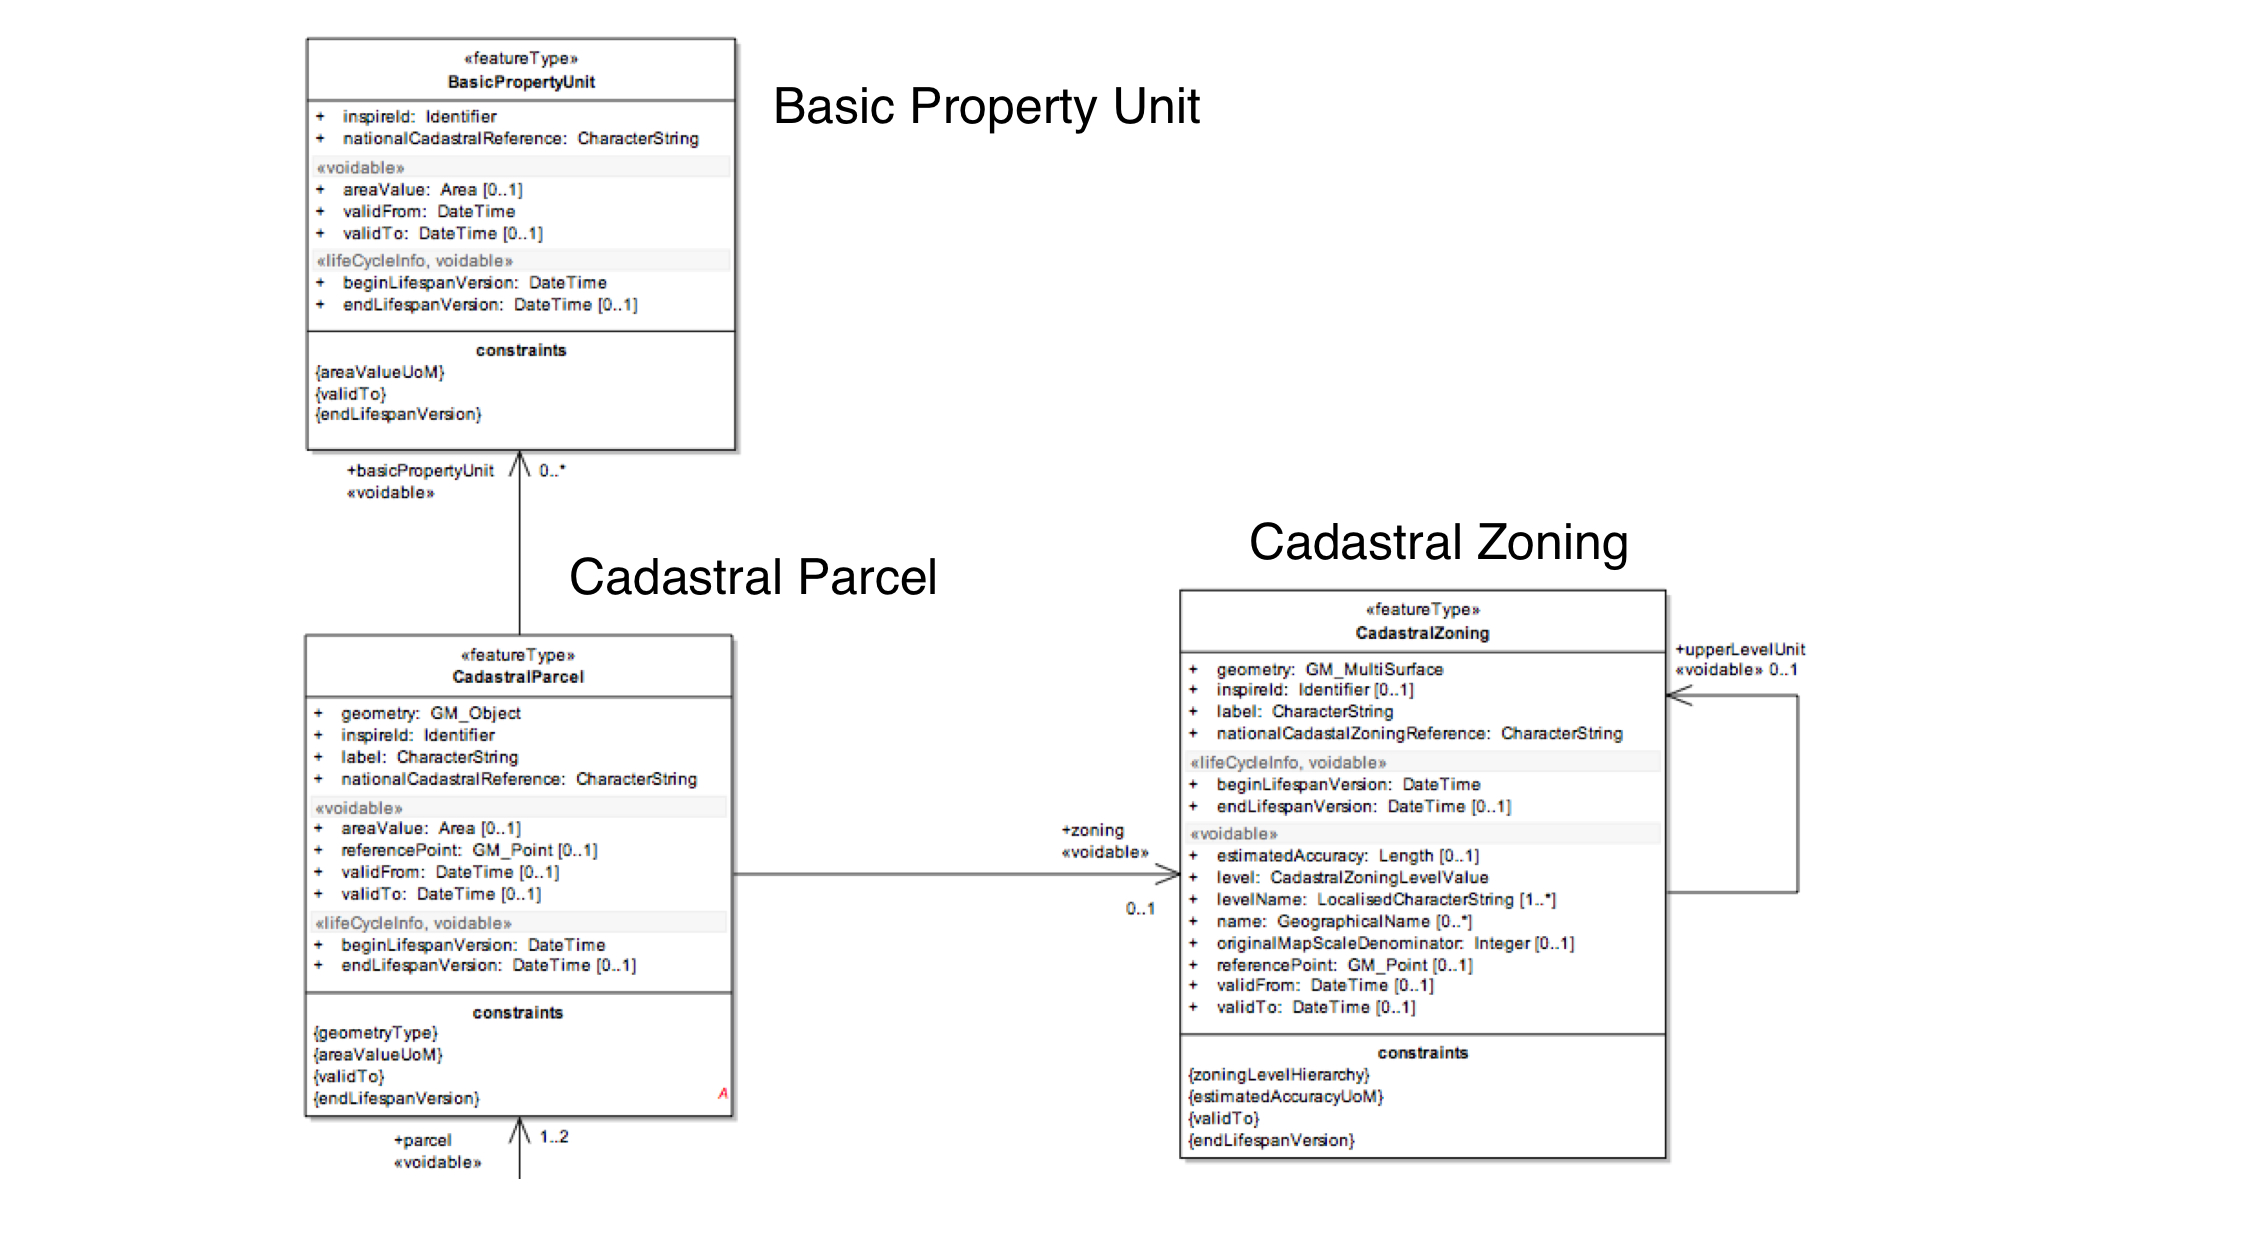 «featureType»
BasicPropertyUnit
+ inspireId: Identifier
+ nationalCadastralReference: CharacterString
«voidable»
+ areaValue: Area [0..1]
+ validFrom: DateTime
+ validTo: DateTime [0..1]
«lifeCycleInfo, voidable»
+ beginLifespanVersion: DateTime
+ endLifespanVersion: DateTime [0..1]
constraints
{areaValueUoM}
{validTo}
{endLifespanVersion}
Basic Property Unit
+basicPropertyUnit 0..*
«voidable»
Cadastral Parcel
«featureType»
CadastralParcel
+ geometry: GM_Object
+ inspireId: Identifier
+ label: CharacterString
+ nationalCadastralReference: CharacterString
«voidable»
+ areaValue: Area [0..1]
+ referencePoint: GM_Point [0..1]
+ validFrom: DateTime [0..1]
+ validTo: DateTime [0..1]
«lifeCycleInfo, voidable»
+ beginLifespanVersion: DateTime
+ endLifespanVersion: DateTime [0..1]
constraints
{geometryType}
{areaValueUoM}
{validTo}
{endLifespanVersion}
A
+parcel 1..2
«voidable»
+zoning
«voidable»
0..1
Cadastral Zoning
«featureType»
CadastralZoning
+ geometry: GM_MultiSurface
+ inspireId: Identifier [0..1]
+ label: CharacterString
+ nationalCadastalZoningReference: CharacterString
«lifeCycleInfo, voidable»
+ beginLifespanVersion: DateTime
+ endLifespanVersion: DateTime [0..1]
«voidable»
+ estimatedAccuracy: Length [0..1]
+ level: CadastralZoningLevelValue
+ levelName: LocalisedCharacterString [1..*]
+ name: GeographicalName [0..*]
+ originalMapScaleDenominator: Integer [0..1]
+ referencePoint: GM_Point [0..1]
+ validFrom: DateTime [0..1]
+ validTo: DateTime [0..1]
constraints
{zoningLevelHierarchy}
{estimatedAccuracyUoM}
{validTo}
{endLifespanVersion}
+upperLevelUnit
«voidable» 0..1